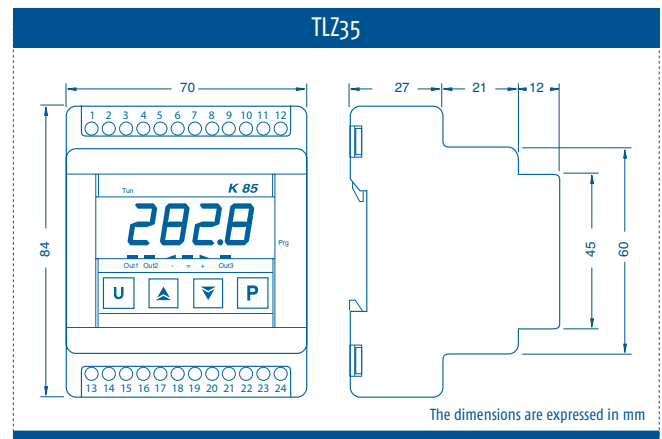 TLZ35
70
27
21
12
84
1 2 3 4 5 6 7 8 9 10 11 12
Tun
K 85
282.8
Prg
Out1 Out2 - = + Out3
U P
13 14 15 16 17 18 19 20 21 22 23 24
45
60
The dimensions are expressed in mm